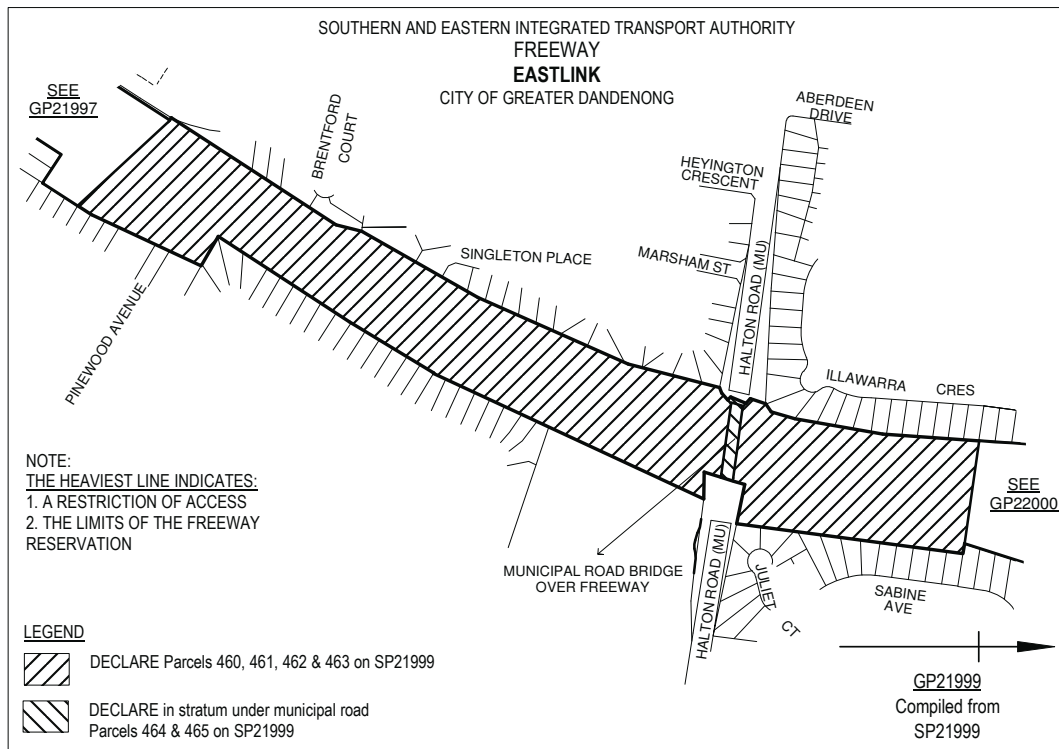 SOUTHERN AND EASTERN INTEGRATED TRANSPORT AUTHORITY
FREEWAY
EASTLINK
CITY OF GREATER DANDENONG
SEE
GP21997
BRENTFORD
COURT
ABERDEEN
DRIVE
HEYINGTON
CRESCENT
SINGLETON PLACE
MARSHAM ST
HALTON ROAD (MU)
PINEWOOD AVENUE
ILLAWARRA CRES
NOTE:
THE HEAVIEST LINE INDICATES:
1. A RESTRICTION OF ACCESS
2. THE LIMITS OF THE FREEWAY
RESERVATION
SEE
GP22000
MUNICIPAL ROAD BRIDGE
OVER FREEWAY
HALTON ROAD (MU)
JULIET CT
SABINE
AVE
LEGEND
DECLARE Parcels 460, 461, 462 & 463 on SP21999
DECLARE in stratum under municipal road
Parcels 464 & 465 on SP21999
GP21999
Compiled from
SP21999